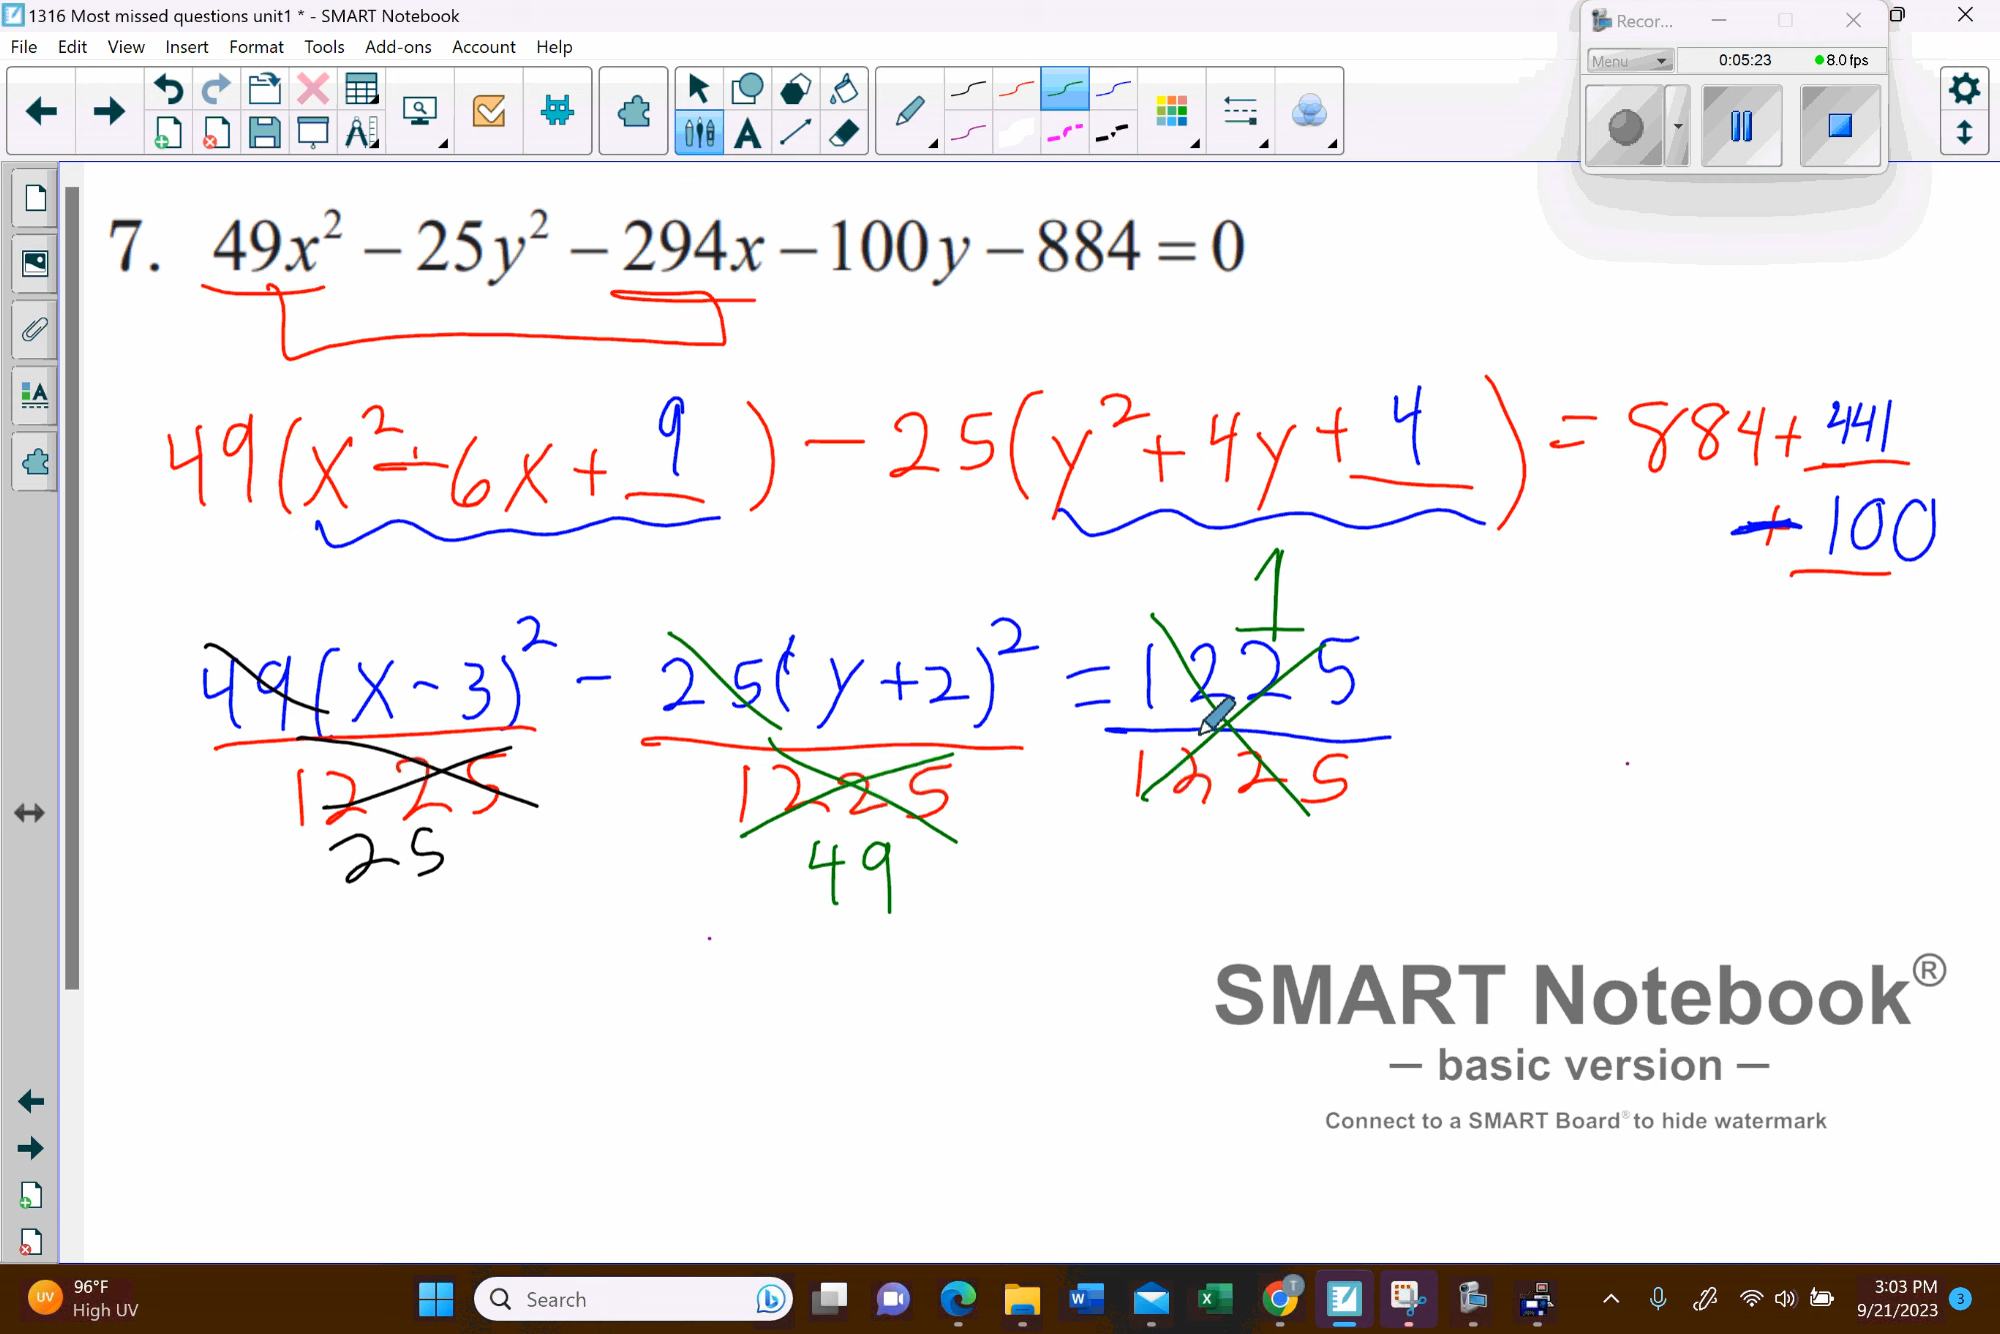 1316 Most missed questions unit1 * - SMART Notebook
Recor...
File Edit View Insert Format Tools Add-ons Account Help
Menu 0:05:23 8.0 fps
7. 49x² − 25y² − 294x − 100y − 884 = 0
49(x² − 6x + 9) − 25(y² + 4y + 4) = 884 + 441
− 100
1
49(x − 3)² − 25(y + 2)² = 1225
1225 1225 1225
25 49
SMART Notebook®
— basic version —
Connect to a SMART Board® to hide watermark
96°F
High UV
UV
Search
3:03 PM
9/21/2023
3